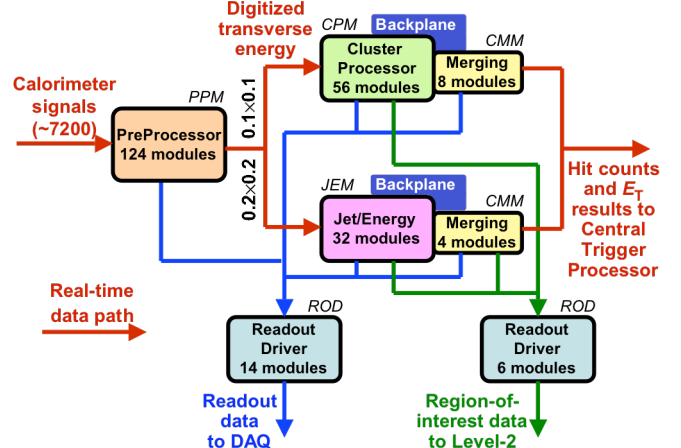 Digitized
transverse
energy
CPM
Backplane
CMM
Cluster
Processor
56 modules
Merging
8 modules
Calorimeter
signals
(~7200)
PPM
PreProcessor
124 modules
0.1×0.1
0.2×0.2
JEM
Backplane
CMM
Jet/Energy
32 modules
Merging
4 modules
Hit counts
and ET
results to
Central
Trigger
Processor
Real-time
data path
ROD
Readout
Driver
14 modules
ROD
Readout
Driver
6 modules
Readout
data
to DAQ
Region-of-
interest data
to Level-2